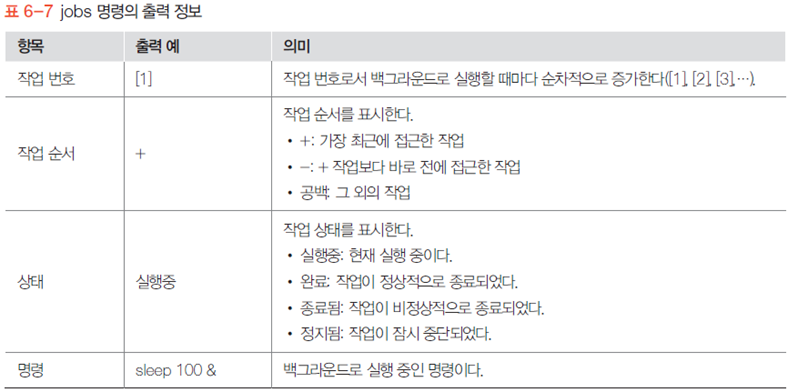 표 6-7 jobs 명령의 출력 정보
항목 출력 예 의미
작업 번호 [1] 작업 번호로서 백그라운드로 실행할 때마다 순차적으로 증가한다([1], [2], [3], …).
작업 순서를 표시한다.
• +: 가장 최근에 접근한 작업
작업 순서 +
• -: + 작업보다 바로 전에 접근한 작업
• 공백: 그 외의 작업
작업 상태를 표시한다.
• 실행중: 현재 실행 중이다.
상태 실행중 • 완료: 작업이 정상적으로 종료되었다.
• 종료됨: 작업이 비정상적으로 종료되었다.
• 정지됨: 작업이 잠시 중단되었다.
명령 sleep 100 & 백그라운드로 실행 중인 명령이다.